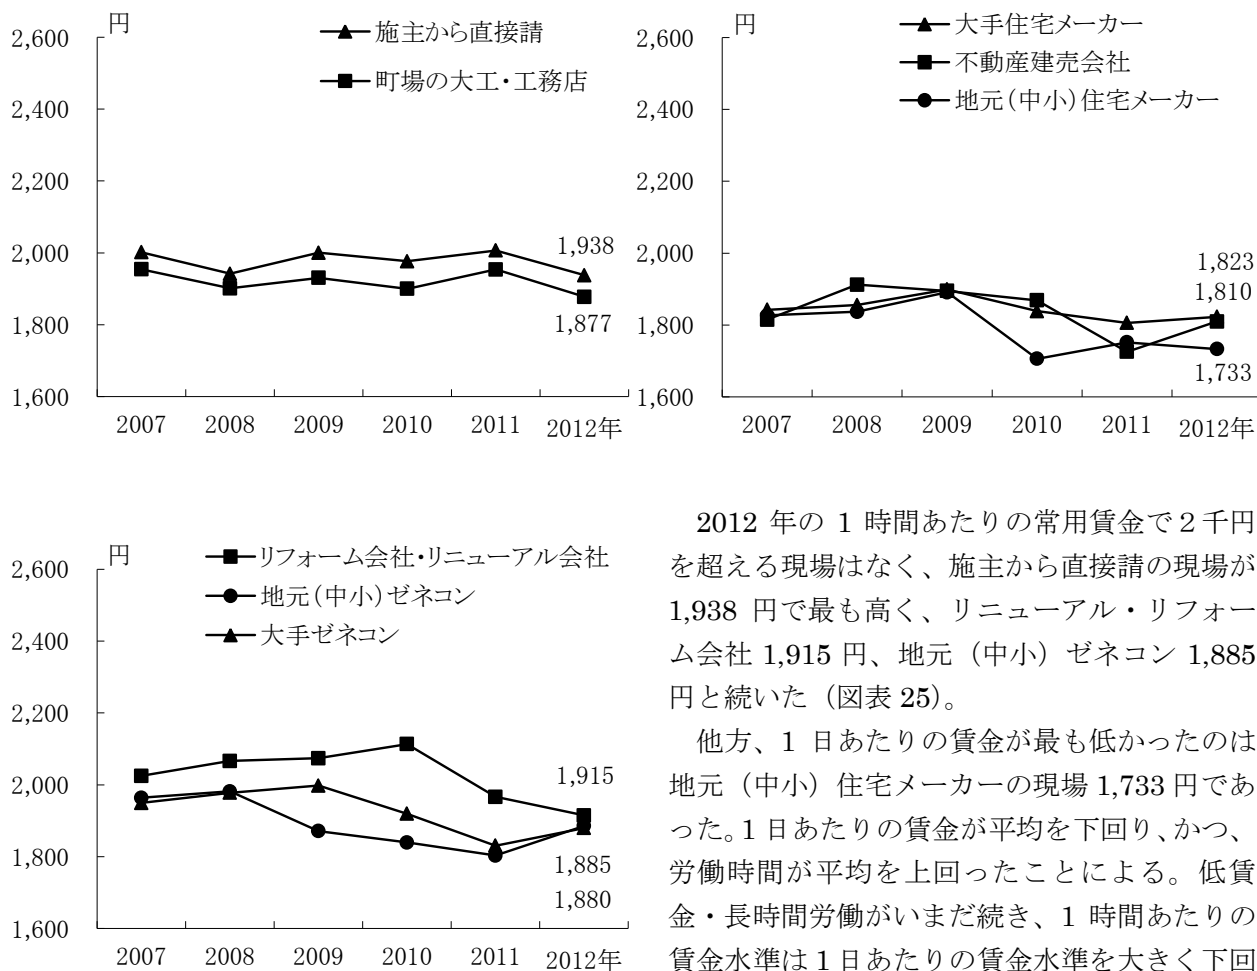 円
2,600
2,400
2,200
2,000
1,800
1,600
施主から直接請
町場の大工・工務店
1,938
1,877
2007 2008 2009 2010 2011 2012年
円
2,600
2,400
2,200
2,000
1,800
1,600
大手住宅メーカー
不動産建売会社
地元(中小)住宅メーカー
1,823
1,810
1,733
2007 2008 2009 2010 2011 2012年
円
2,600
2,400
2,200
2,000
1,800
1,600
リフォーム会社・リニューアル会社
地元(中小)ゼネコン
大手ゼネコン
1,915
1,885
1,880
2007 2008 2009 2010 2011 2012年
2012 年の 1 時間あたりの常用賃金で２千円
を超える現場はなく、施主から直接請の現場が
1,938 円で最も高く、リニューアル・リフォー
ム会社 1,915 円、地元（中小）ゼネコン 1,885
円と続いた（図表 25）。
他方、1 日あたりの賃金が最も低かったのは
地元（中小）住宅メーカーの現場 1,733 円であ
った。1 日あたりの賃金が平均を下回り、かつ、
労働時間が平均を上回ったことによる。低賃
金・長時間労働がいまだ続き、1 時間あたりの
賃金水準は 1 日あたりの賃金水準を大きく下回